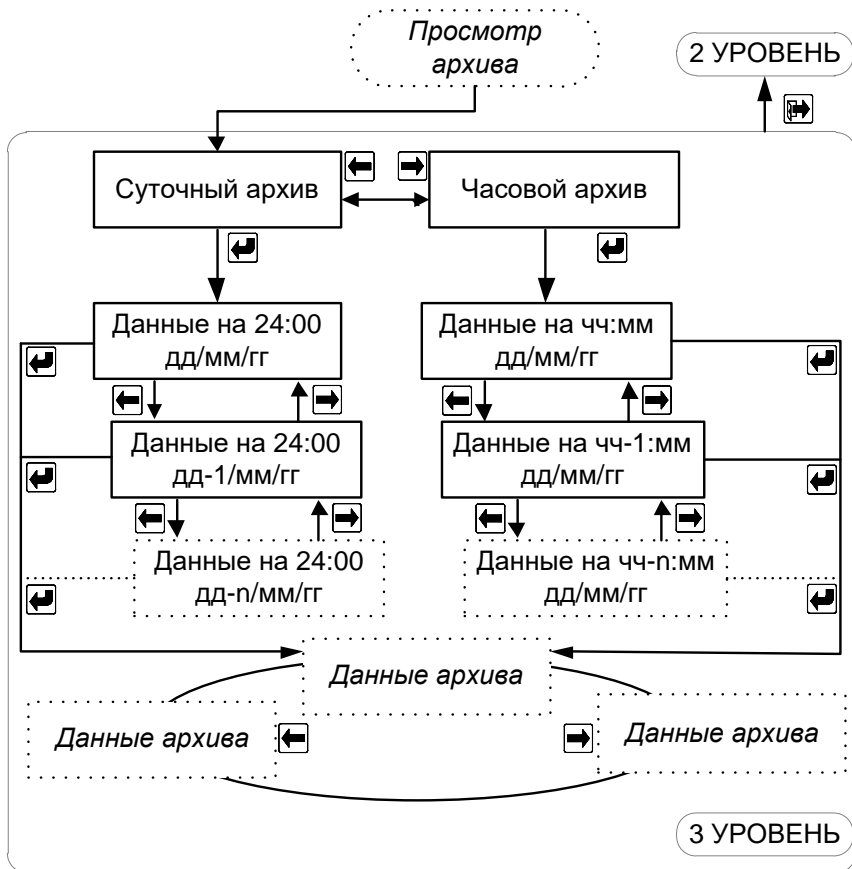 Просмотр
архива
2 УРОВЕНЬ
Суточный архив
Часовой архив
Данные на 24:00
дд/мм/гг
Данные на чч:мм
дд/мм/гг
Данные на 24:00
дд-1/мм/гг
Данные на чч-1:мм
дд/мм/гг
Данные на 24:00
дд-n/мм/гг
Данные на чч-n:мм
дд/мм/гг
Данные архива
Данные архива
Данные архива
3 УРОВЕНЬ